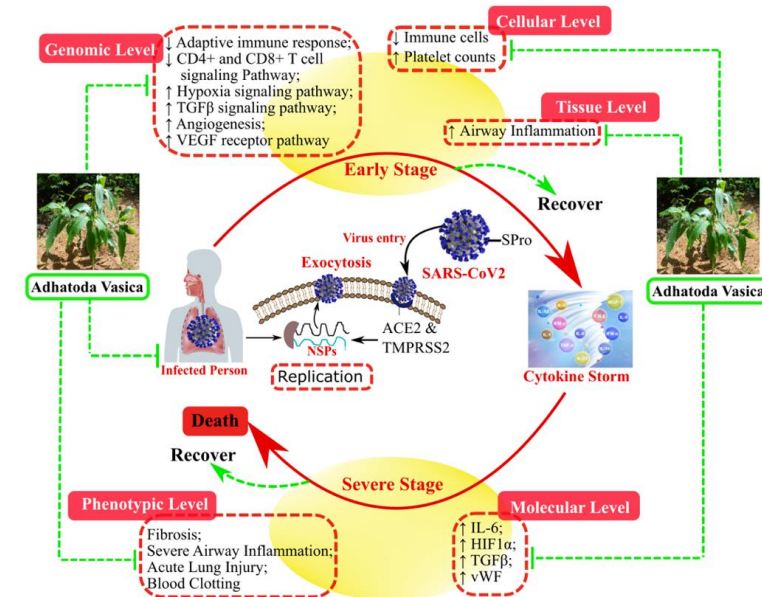 Genomic Level
↓ Adaptive immune response;
↓ CD4+ and CD8+ T cell
signaling Pathway;
↑ Hypoxia signaling pathway;
↑ TGFβ signaling pathway;
↑ Angiogenesis;
↑ VEGF receptor pathway
Cellular Level
↓ Immune cells
↑ Platelet counts
Tissue Level
↑ Airway Inflammation
Early Stage
Recover
Adhatoda Vasica
Virus entry
SPro
SARS-CoV2
Exocytosis
ACE2 &
TMPRSS2
NSPs
Replication
Infected Person
Adhatoda Vasica
Cytokine Storm
Death
Recover
Severe Stage
Phenotypic Level
Fibrosis;
Severe Airway Inflammation;
Acute Lung Injury;
Blood Clotting
Molecular Level
↑ IL-6;
↑ HIF1α;
↑ TGFβ;
↑ vWF